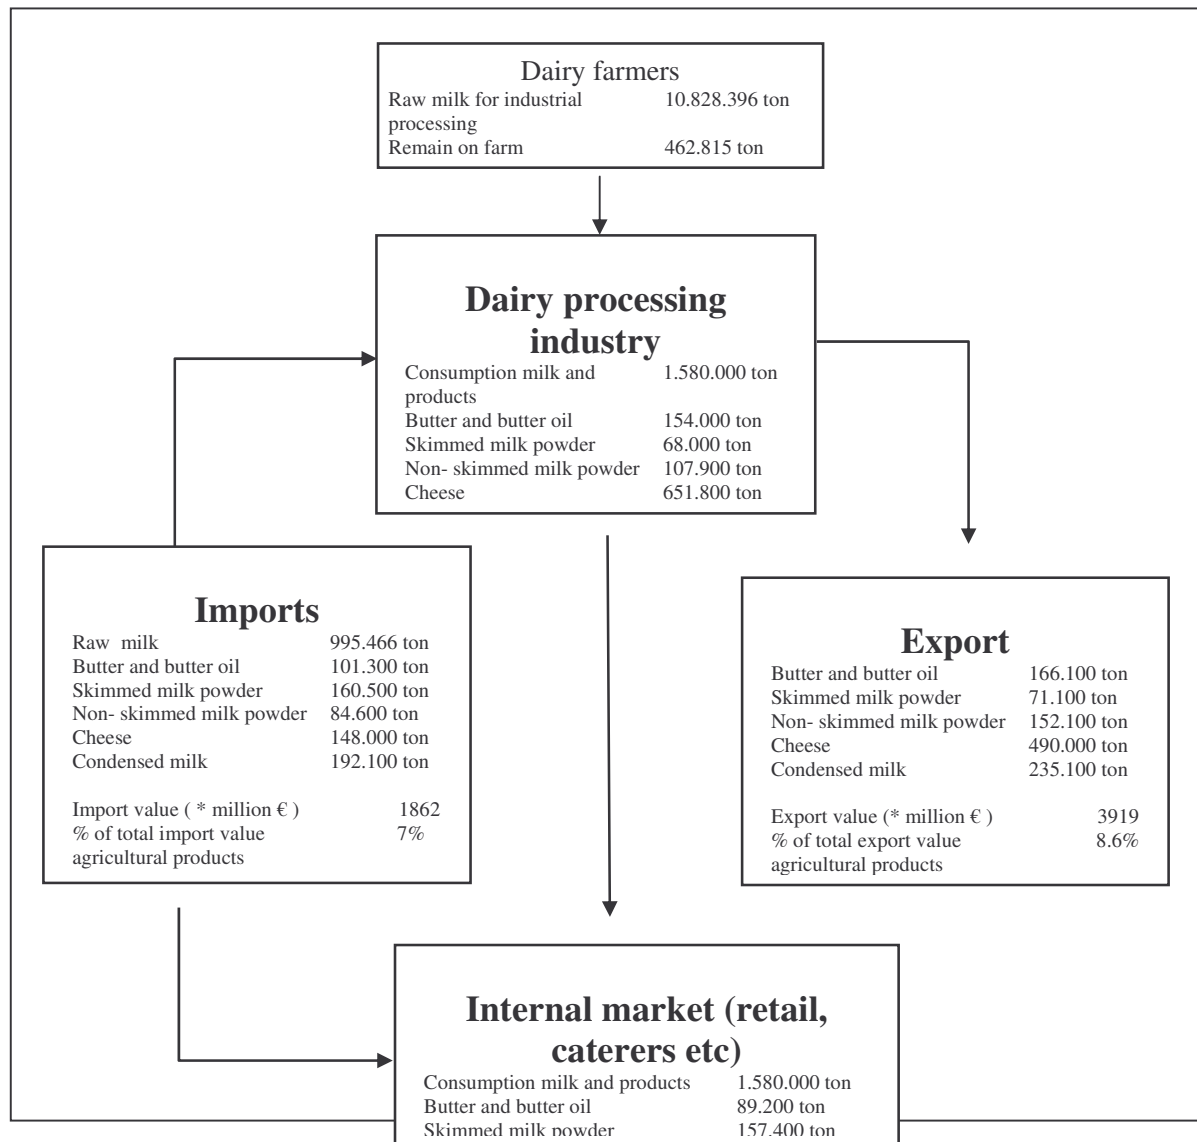 Dairy farmers
Raw milk for industrial processing 10.828.396 ton
Remain on farm 462.815 ton
Dairy processing
industry
Consumption milk and products 1.580.000 ton
Butter and butter oil 154.000 ton
Skimmed milk powder 68.000 ton
Non- skimmed milk powder 107.900 ton
Cheese 651.800 ton
Imports
Raw milk 995.466 ton
Butter and butter oil 101.300 ton
Skimmed milk powder 160.500 ton
Non- skimmed milk powder 84.600 ton
Cheese 148.000 ton
Condensed milk 192.100 ton
Import value ( * million € ) 1862
% of total import value 7%
agricultural products
Export
Butter and butter oil 166.100 ton
Skimmed milk powder 71.100 ton
Non- skimmed milk powder 152.100 ton
Cheese 490.000 ton
Condensed milk 235.100 ton
Export value (* million € ) 3919
% of total export value 8.6%
agricultural products
Internal market (retail,
caterers etc)
Consumption milk and products 1.580.000 ton
Butter and butter oil 89.200 ton
Skimmed milk powder 157.400 ton